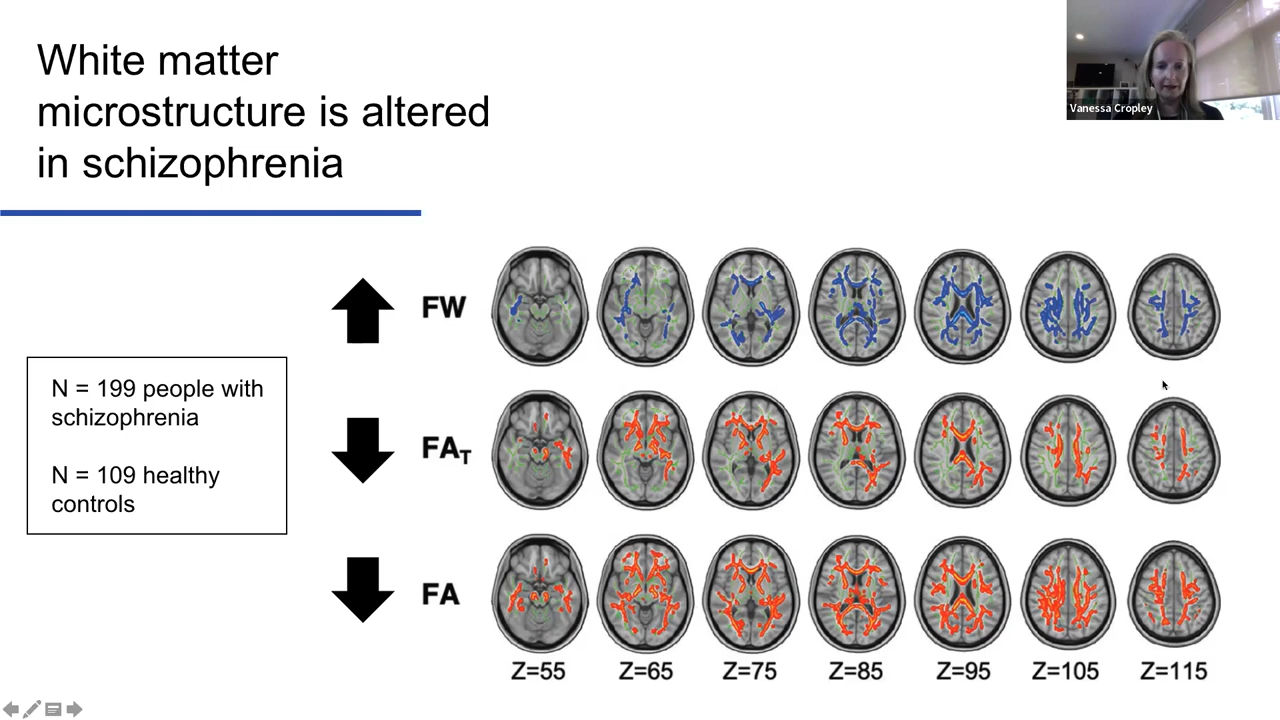 White matter
microstructure is altered
in schizophrenia
Vanessa Cropley
N = 199 people with
schizophrenia
N = 109 healthy
controls
FW
FAT
FA
Z=55 Z=65 Z=75 Z=85 Z=95 Z=105 Z=115